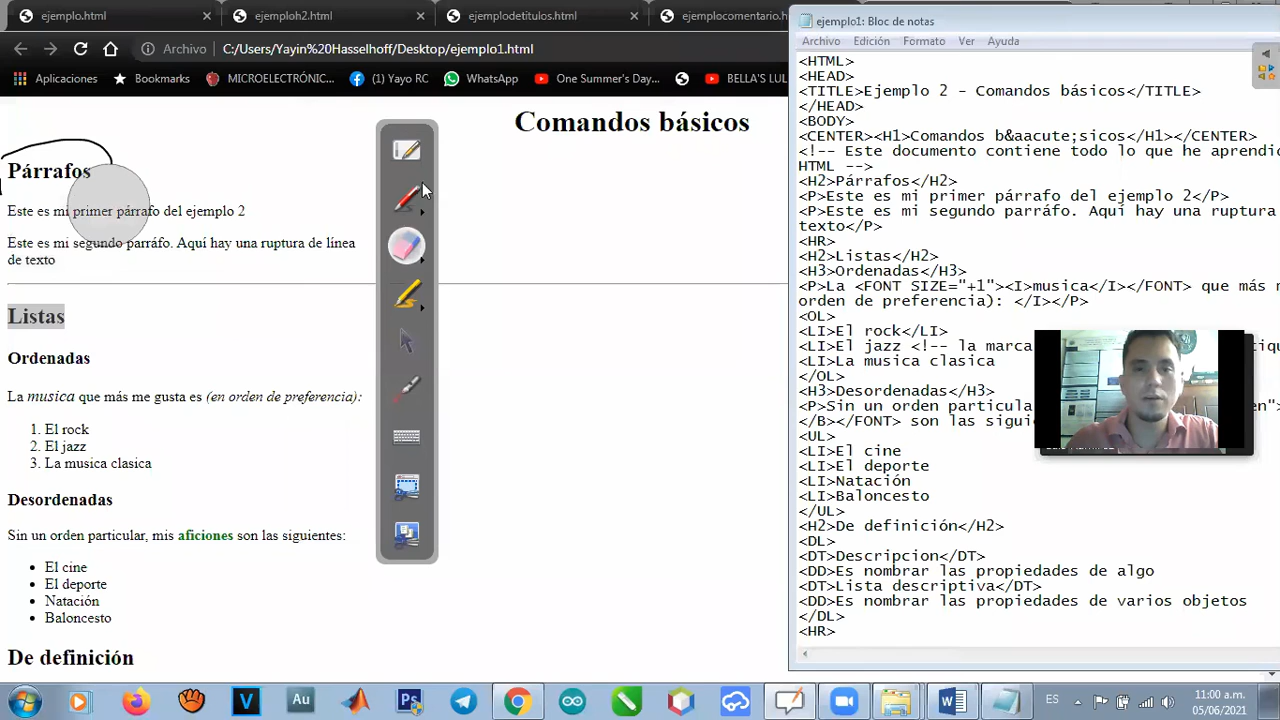 ejemplo.html
ejemploh2.html
ejemplodetituios.html
ejemplocomentario.h
ejemplo1: Bloc de notas
Archivo
C:/Users/Yayin%20Hasselhoff/Desktop/ejemplo1.html
Archivo Edición Formato Ver Ayuda
Aplicaciones
Bookmarks
MICROELECTRÓNIC...
(1) Yayo RC
WhatsApp
One Summer's Day...
BELLA'S LUL
Comandos básicos
Párrafos
Este es mi primer párrafo del ejemplo 2
Este es mi segundo parráfo. Aquí hay una ruptura de línea
de texto
Listas
Ordenadas
La musica que más me gusta es (en orden de preferencia):
1. El rock
2. El jazz
3. La musica clasica
Desordenadas
Sin un orden particular, mis aficiones son las siguientes:
• El cine
• El deporte
• Natación
• Baloncesto
De definición
<HTML>
<HEAD>
<TITLE>Ejemplo 2 - Comandos básicos</TITLE>
</HEAD>
<BODY>
<CENTER><H1>Comandos b&aacute;sicos</H1></CENTER>
<!-- Este documento contiene todo lo que he aprendi
HTML -->
<H2>Párrafos</H2>
<P>Este es mi primer párrafo del ejemplo 2</P>
<P>Este es mi segundo parráfo. Aquí hay una ruptura
texto</P>
<HR>
<H2>Listas</H2>
<H3>Ordenadas</H3>
<P>La <FONT SIZE="+1"><I>musica</I></FONT> que más m
orden de preferencia): </I></P>
<OL>
<LI>El rock</LI>
<LI>El jazz <!-- la marca
<LI>La musica clasica
</OL>
<H3>Desordenadas</H3>
<P>Sin un orden particula
</B></FONT> son las siguie
<UL>
<LI>El cine
<LI>El deporte
<LI>Natación
<LI>Baloncesto
</UL>
<H2>De definición</H2>
<DL>
<DT>Descripcion</DT>
<DD>Es nombrar las propiedades de algo
<DT>Lista descriptiva</DT>
<DD>Es nombrar las propiedades de varios objetos
</DL>
<HR>
ES
11:00 a.m.
05/06/2021